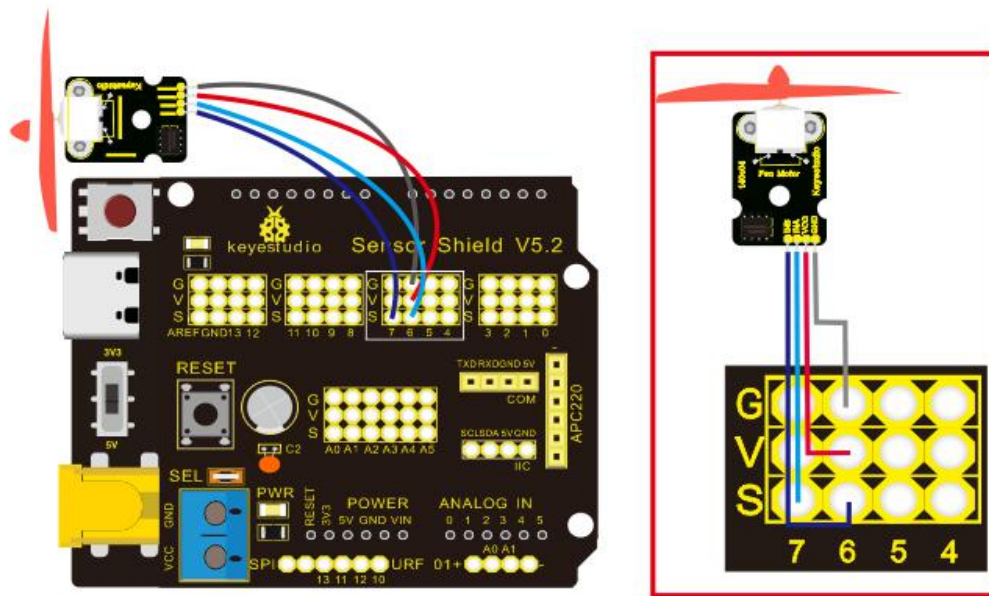 Keyestudio
keyestudio
Sensor Shield V5.2
G G G G
V V V V
S S S S
AREF GND 13 12 11 10 9 8 7 6 5 4 3 2 1 0
3V3
5V
RESET
TXD RXD GND 5V
COM
APC220
G
V
S
A0 A1 A2 A3 A4 A5
C2
SCL SDA 5V GND
IIC
SEL
PWR
GND
VCC
RESET
3V3
POWER
5V GND VIN
ANALOG IN
0 1 2 3 4 5
A0 A1
SPI
13 11 12 10
URF
01+ -
Fan Motor
Keyestudio
VCC
GND
G
V
S
7 6 5 4